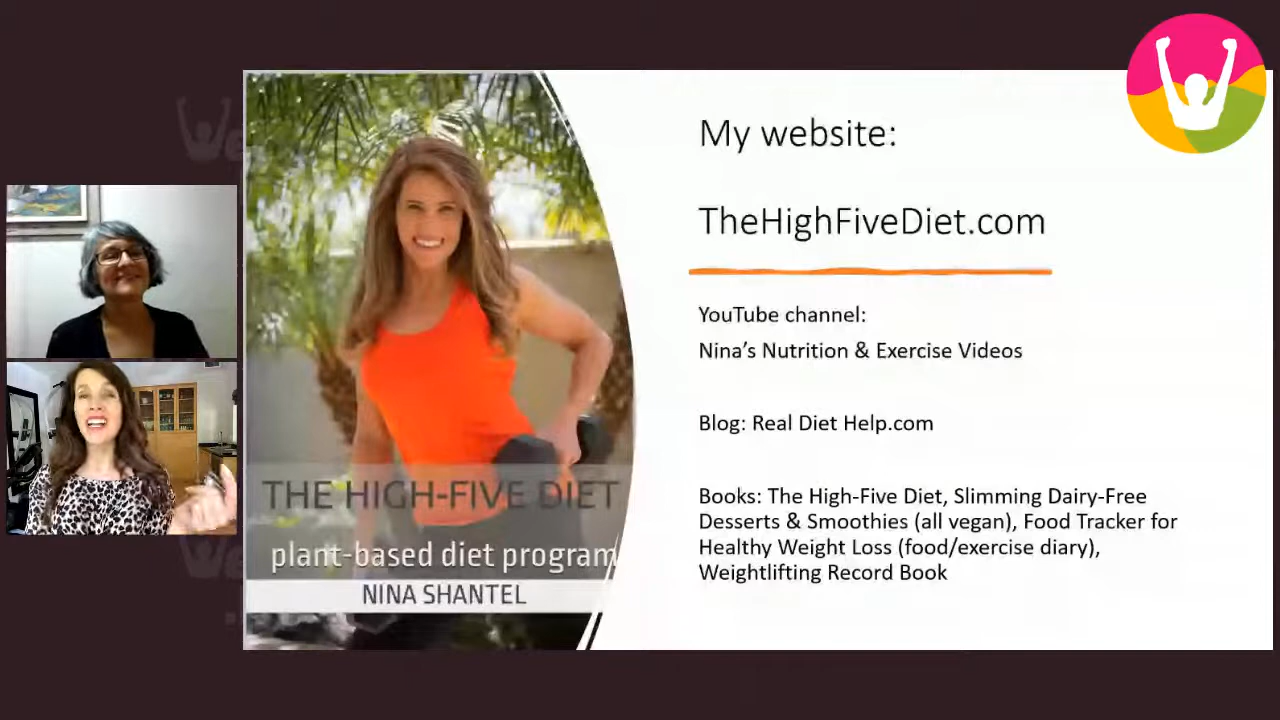 My website:
TheHighFiveDiet.com
YouTube channel:
Nina's Nutrition & Exercise Videos
Blog: Real Diet Help.com
Books: The High-Five Diet, Slimming Dairy-Free
Desserts & Smoothies (all vegan), Food Tracker for
Healthy Weight Loss (food/exercise diary),
Weightlifting Record Book
THE HIGH-FIVE DIET
plant-based diet program
NINA SHANTEL